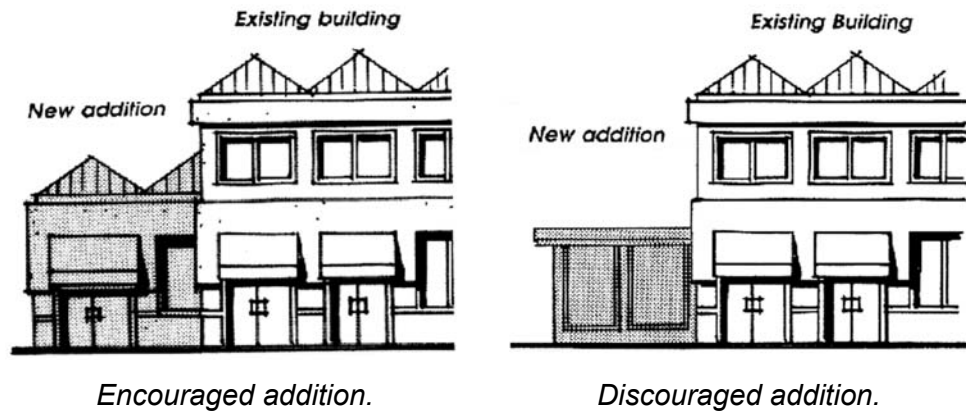 Existing building
New addition
Existing Building
New addition
Encouraged addition.
Discouraged addition.